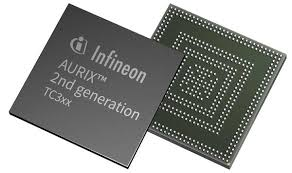 Infineon
AURIX™
2nd generation
TC3xx